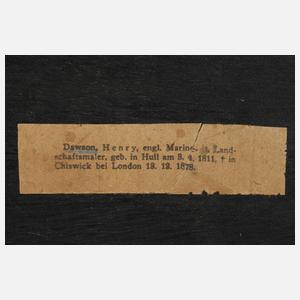 Dawson, Henry, engl. Marine- u. Land-
schaftsmaler, geb. in Hull am 3. 4. 1811, † in
Chiswick bei London 13. 12. 1878.